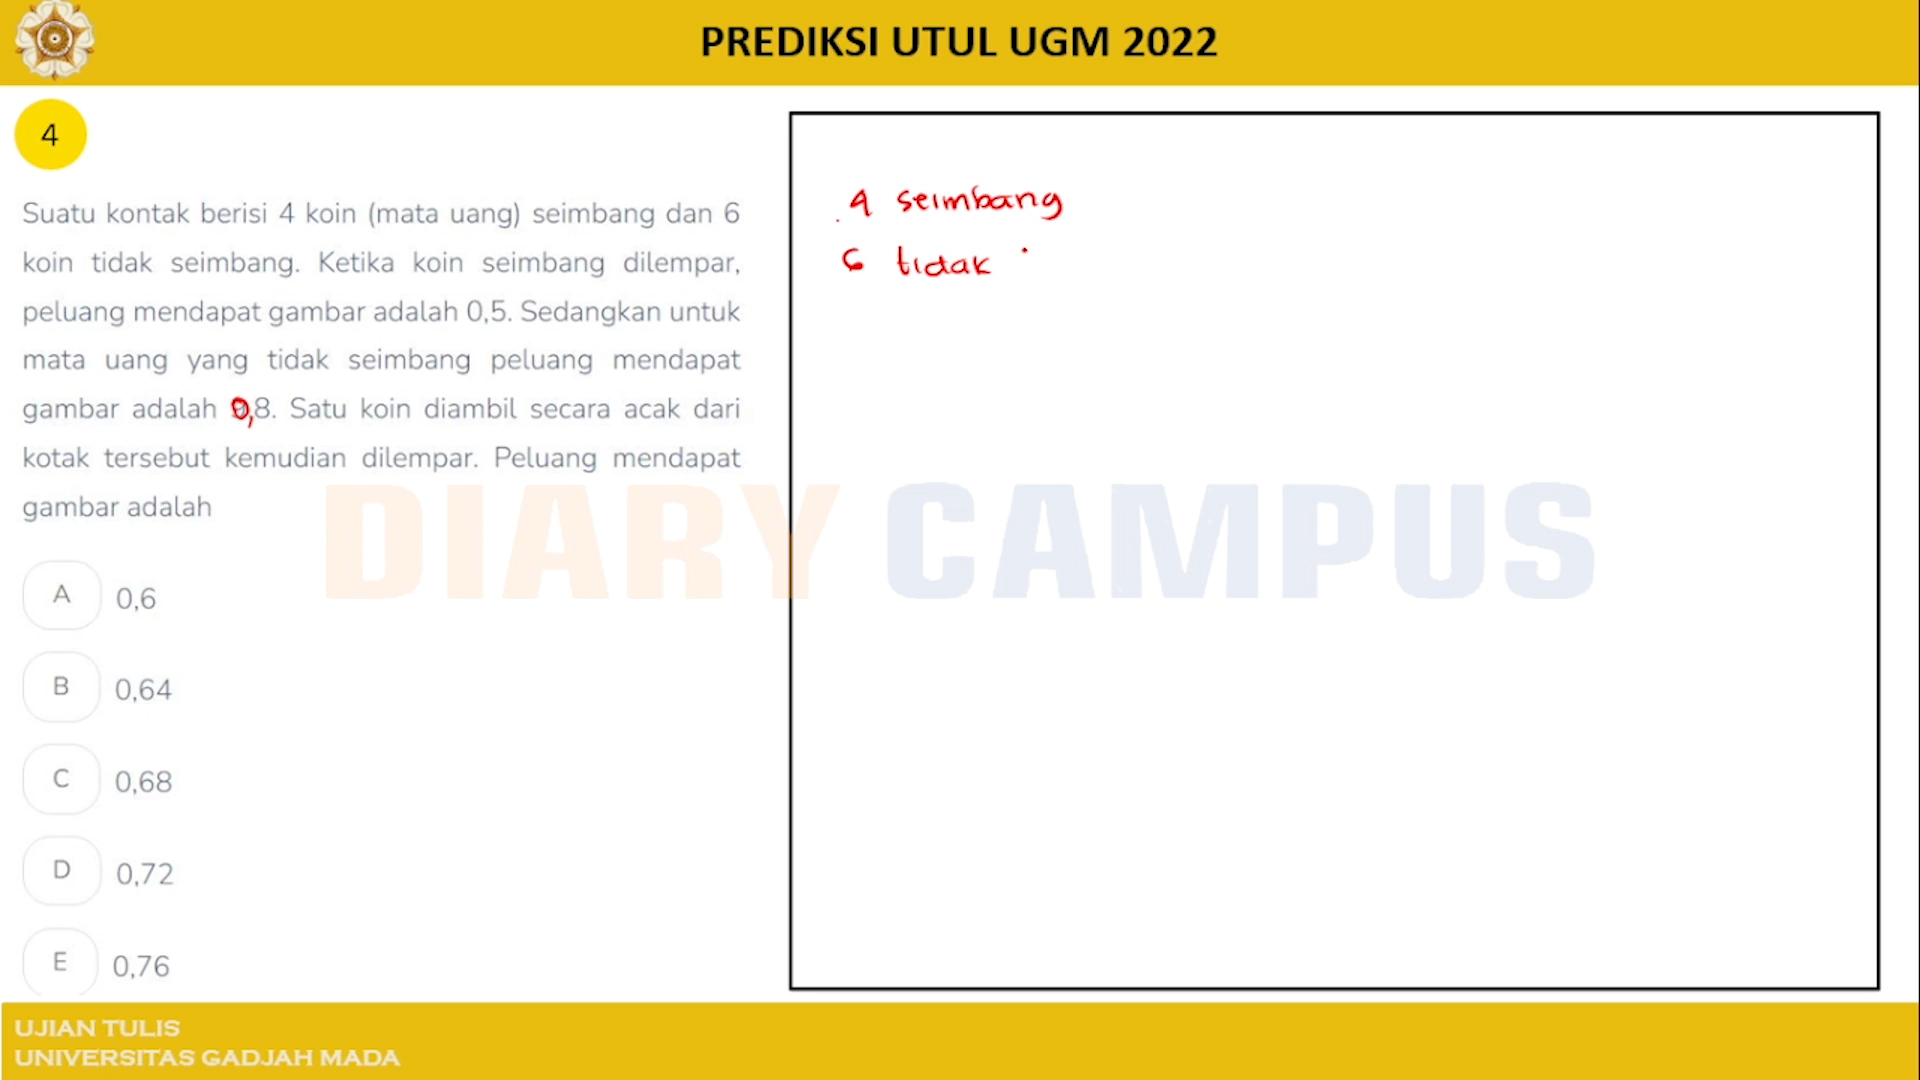 PREDIKSI UTUL UGM 2022
4
Suatu kontak berisi 4 koin (mata uang) seimbang dan 6
koin tidak seimbang. Ketika koin seimbang dilempar,
peluang mendapat gambar adalah 0,5. Sedangkan untuk
mata uang yang tidak seimbang peluang mendapat
gambar adalah 0,8. Satu koin diambil secara acak dari
kotak tersebut kemudian dilempar. Peluang mendapat
gambar adalah
A 0,6
B 0,64
C 0,68
D 0,72
E 0,76
4 seimbang
6 tidak
DIARY CAMPUS
UJIAN TULIS
UNIVERSITAS GADJAH MADA